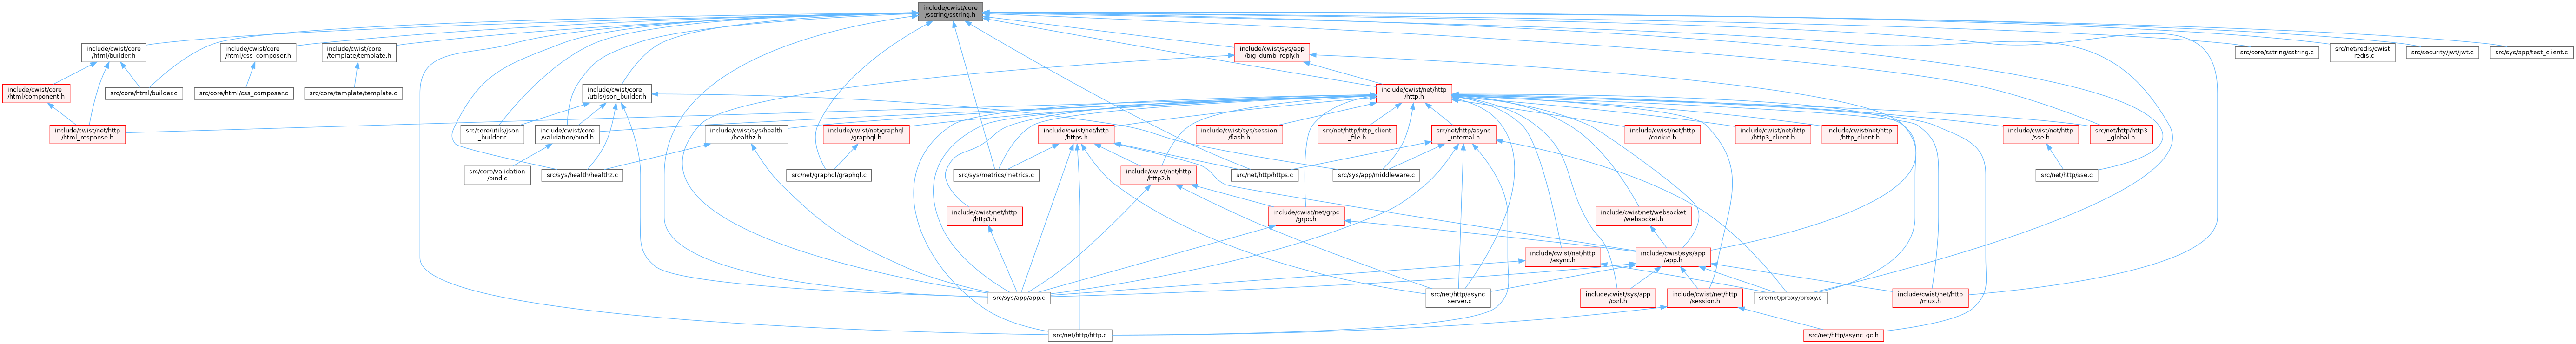 include/cwist/core
/sstring/sstring.h
include/cwist/core
/html/builder.h
include/cwist/core
/html/css_composer.h
include/cwist/core
/template/template.h
include/cwist/sys/app
/big_dumb_reply.h
src/core/sstring/sstring.c
src/net/redis/cwist
_redis.c
src/security/jwt/jwt.c
src/sys/app/test_client.c
include/cwist/core
/html/component.h
src/core/html/builder.c
src/core/html/css_composer.c
src/core/template/template.c
include/cwist/core
/utils/json_builder.h
include/cwist/net/http
/http.h
include/cwist/net/http
/html_response.h
src/core/utils/json
_builder.c
include/cwist/core
/validation/bind.h
include/cwist/sys/health
/healthz.h
include/cwist/net/graphql
/graphql.h
include/cwist/net/http
/https.h
include/cwist/sys/session
/flash.h
src/net/http/http_client
_file.h
src/net/http/async
_internal.h
include/cwist/net/http
/cookie.h
include/cwist/net/http
/http3_client.h
include/cwist/net/http
/http_client.h
include/cwist/net/http
/sse.h
src/net/http/http3
_global.h
src/core/validation
/bind.c
src/sys/health/healthz.c
src/net/graphql/graphql.c
src/sys/metrics/metrics.c
include/cwist/net/http
/http2.h
src/net/http/https.c
src/sys/app/middleware.c
src/net/http/sse.c
include/cwist/net/http
/http3.h
include/cwist/net/grpc
/grpc.h
include/cwist/net/websocket
/websocket.h
include/cwist/net/http
/async.h
include/cwist/sys/app
/app.h
src/sys/app/app.c
src/net/http/async
_server.c
include/cwist/sys/app
/csrf.h
include/cwist/net/http
/session.h
src/net/proxy/proxy.c
include/cwist/net/http
/mux.h
src/net/http/http.c
src/net/http/async_gc.h